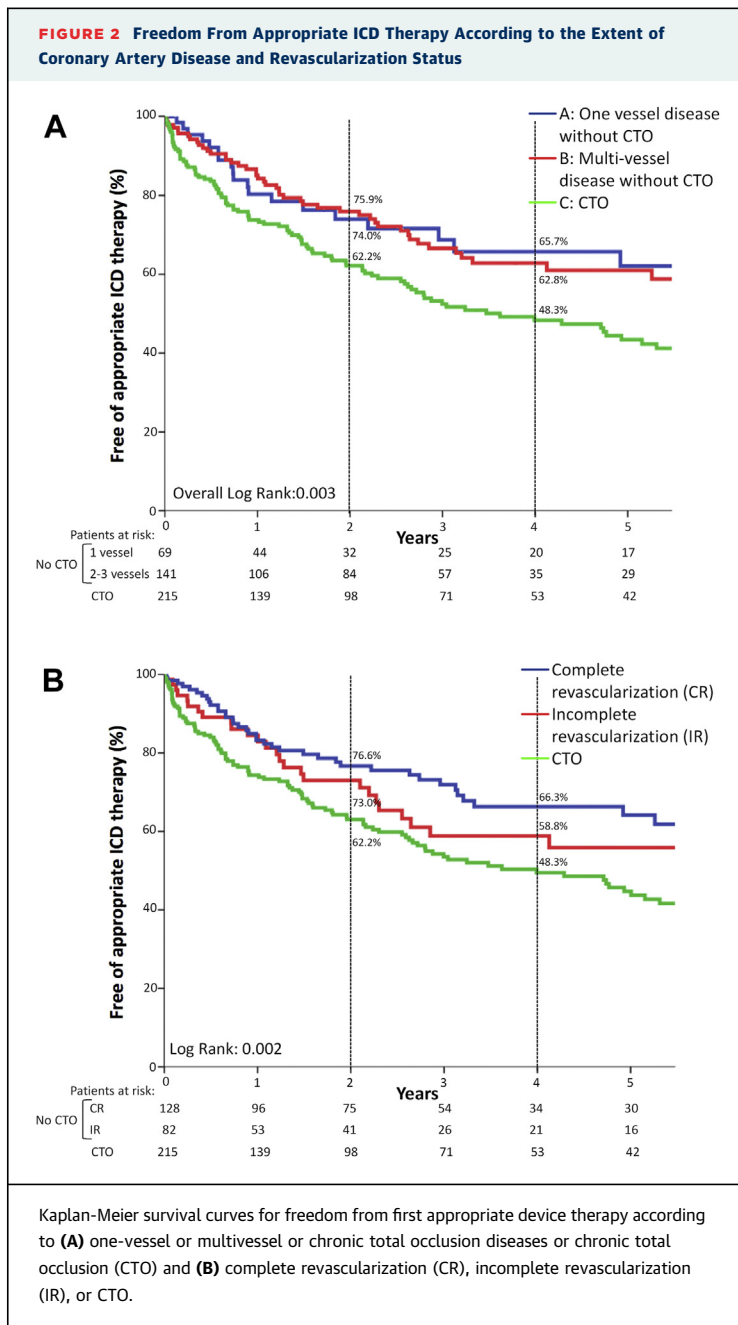 FIGURE 2 Freedom From Appropriate ICD Therapy According to the Extent of
Coronary Artery Disease and Revascularization Status
A
Free of appropriate ICD therapy (%)
100
80
60
40
20
0
A: One vessel disease
without CTO
B: Multi-vessel
disease without CTO
C: CTO
75.9%
74.0%
62.2%
65.7%
62.8%
48.3%
Overall Log Rank:0.003
0 1 2 3 4 5
Years
Patients at risk:
No CTO
1 vessel 69 44 32 25 20 17
2-3 vessels 141 106 84 57 35 29
CTO 215 139 98 71 53 42
B
Free of appropriate ICD therapy (%)
100
80
60
40
20
0
Complete
revascularization (CR)
Incomplete
revascularization (IR)
CTO
76.6%
73.0%
62.2%
66.3%
58.8%
48.3%
Log Rank: 0.002
0 1 2 3 4 5
Years
Patients at risk:
No CTO
CR 128 96 75 54 34 30
IR 82 53 41 26 21 16
CTO 215 139 98 71 53 42
Kaplan-Meier survival curves for freedom from first appropriate device therapy according
to (A) one-vessel or multivessel or chronic total occlusion diseases or chronic total
occlusion (CTO) and (B) complete revascularization (CR), incomplete revascularization
(IR), or CTO.